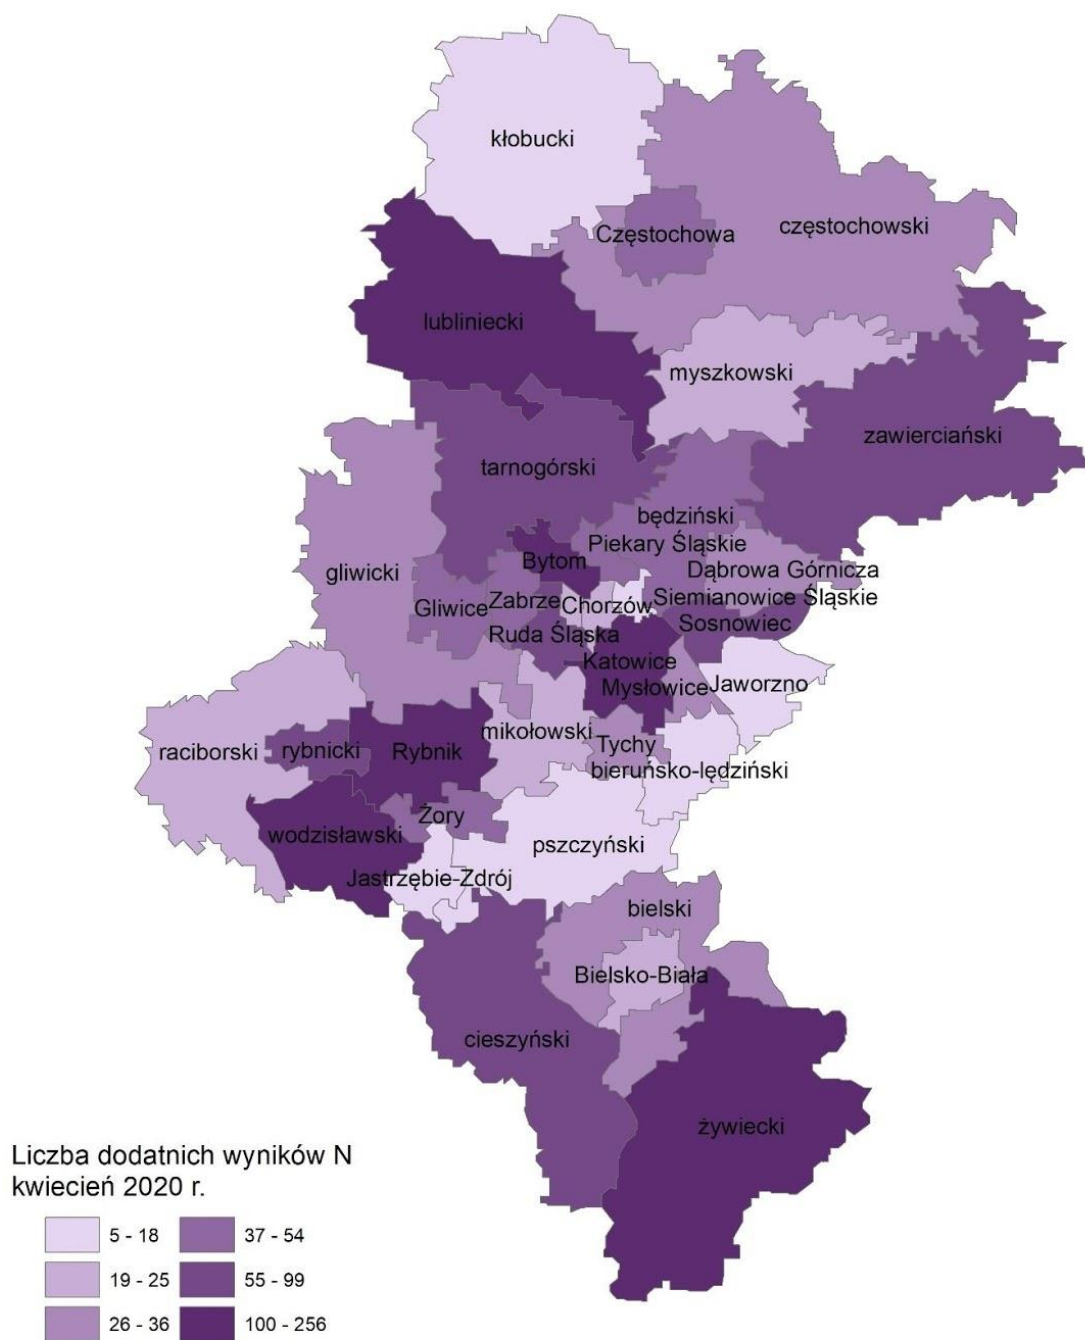 kłobucki
częstochowski
Częstochowa
lubliniecki
myszkowski
zawierciański
tarnogórski
będziński
Piekary Śląskie
Bytom
gliwicki
Dąbrowa Górnicza
Gliwice
Zabrze
Chorzów
Siemianowice Śląskie
Sosnowiec
Ruda Śląska
Katowice
Mysłowice
Jaworzno
mikołowski
raciborski
rybnicki
Rybnik
Tychy
bieruńsko-lędziński
Żory
wodzisławski
pszczyński
Jastrzębie-Zdrój
bielski
Bielsko-Biała
cieszyński
żywiecki
Liczba dodatnich wyników N
kwiecień 2020 r.
5 - 18
37 - 54
19 - 25
55 - 99
26 - 36
100 - 256